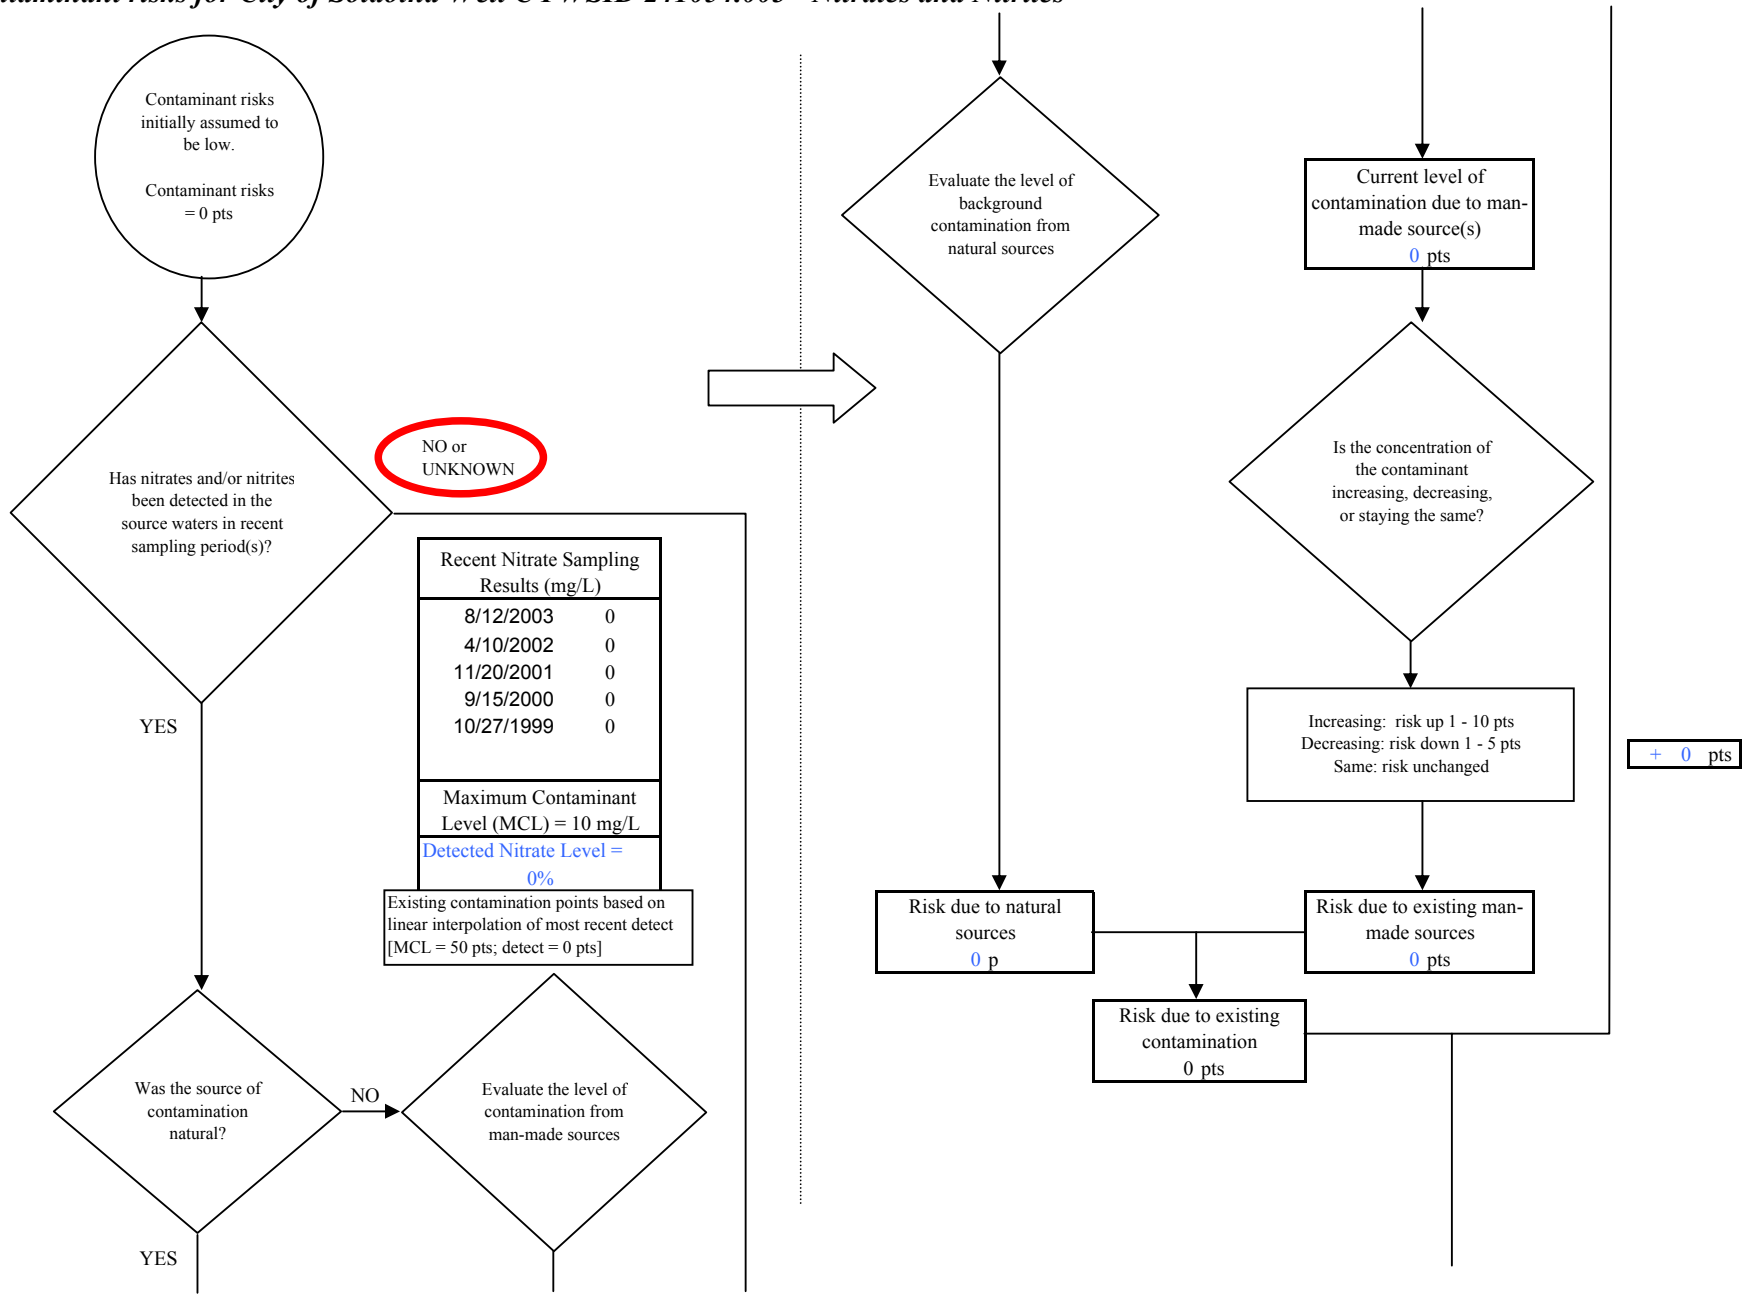 Contaminant risks
initially assumed to
be low.
Contaminant risks
= 0 pts
Has nitrates and/or nitrites
been detected in the
source waters in recent
sampling period(s)?
NO or
UNKNOWN
YES
Recent Nitrate Sampling
Results (mg/L)
8/12/2003 0
4/10/2002 0
11/20/2001 0
9/15/2000 0
10/27/1999 0
Maximum Contaminant
Level (MCL) = 10 mg/L
Detected Nitrate Level =
0%
Existing contamination points based on
linear interpolation of most recent detect
[MCL = 50 pts; detect = 0 pts]
Was the source of
contamination
natural?
NO
YES
Evaluate the level of
contamination from
man-made sources
Evaluate the level of
background
contamination from
natural sources
Current level of
contamination due to man-
made source(s)
0 pts
Is the concentration of
the contaminant
increasing, decreasing,
or staying the same?
Increasing: risk up 1 - 10 pts
Decreasing: risk down 1 - 5 pts
Same: risk unchanged
+ 0 pts
Risk due to natural
sources
0 p
Risk due to existing man-
made sources
0 pts
Risk due to existing
contamination
0 pts